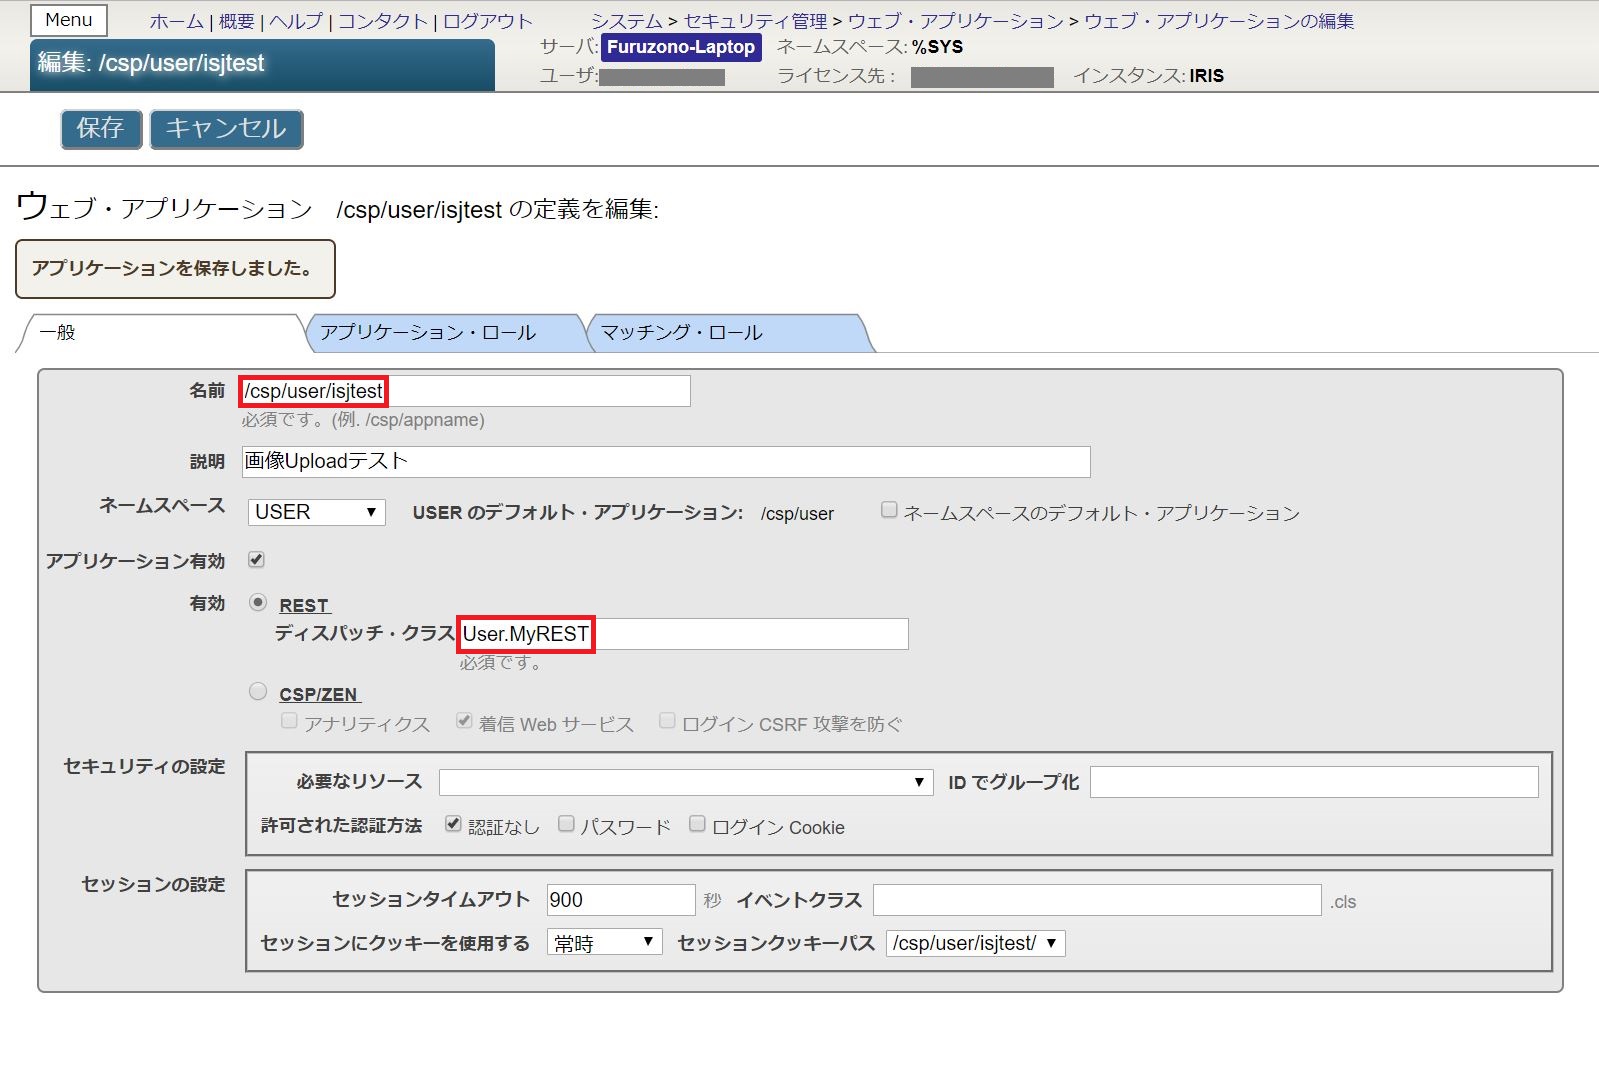 Menu
ホーム | 概要 | ヘルプ | コンタクト | ログアウト
システム > セキュリティ管理 > ウェブ・アプリケーション > ウェブ・アプリケーションの編集
編集: /csp/user/isjtest
サーバ: Furuzono-Laptop ネームスペース: %SYS
ユーザ: ライセンス先 : インスタンス: IRIS
保存 キャンセル
ウェブ・アプリケーション /csp/user/isjtest の定義を編集:
アプリケーションを保存しました。
一般 アプリケーション・ロール マッチング・ロール
名前 /csp/user/isjtest
必須です。(例. /csp/appname)
説明 画像Uploadテスト
ネームスペース USER USER のデフォルト・アプリケーション: /csp/user ネームスペースのデフォルト・アプリケーション
アプリケーション有効
有効 REST
ディスパッチ・クラス User.MyREST
必須です。
CSP/ZEN
アナリティクス 着信 Web サービス ログイン CSRF 攻撃を防ぐ
セキュリティの設定
必要なリソース ID でグループ化
許可された認証方法 認証なし パスワード ログイン Cookie
セッションの設定
セッションタイムアウト 900 秒 イベントクラス .cls
セッションにクッキーを使用する 常時 セッションクッキーパス /csp/user/isjtest/